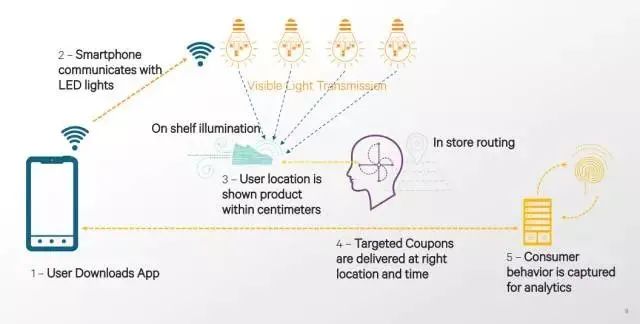 2 – Smartphone
communicates with
LED lights
Visible Light Transmission
On shelf illumination
In store routing
3 – User location is
shown product
within centimeters
4 – Targeted Coupons
are delivered at right
location and time
5 – Consumer
behavior is captured
for analytics
1 – User Downloads App